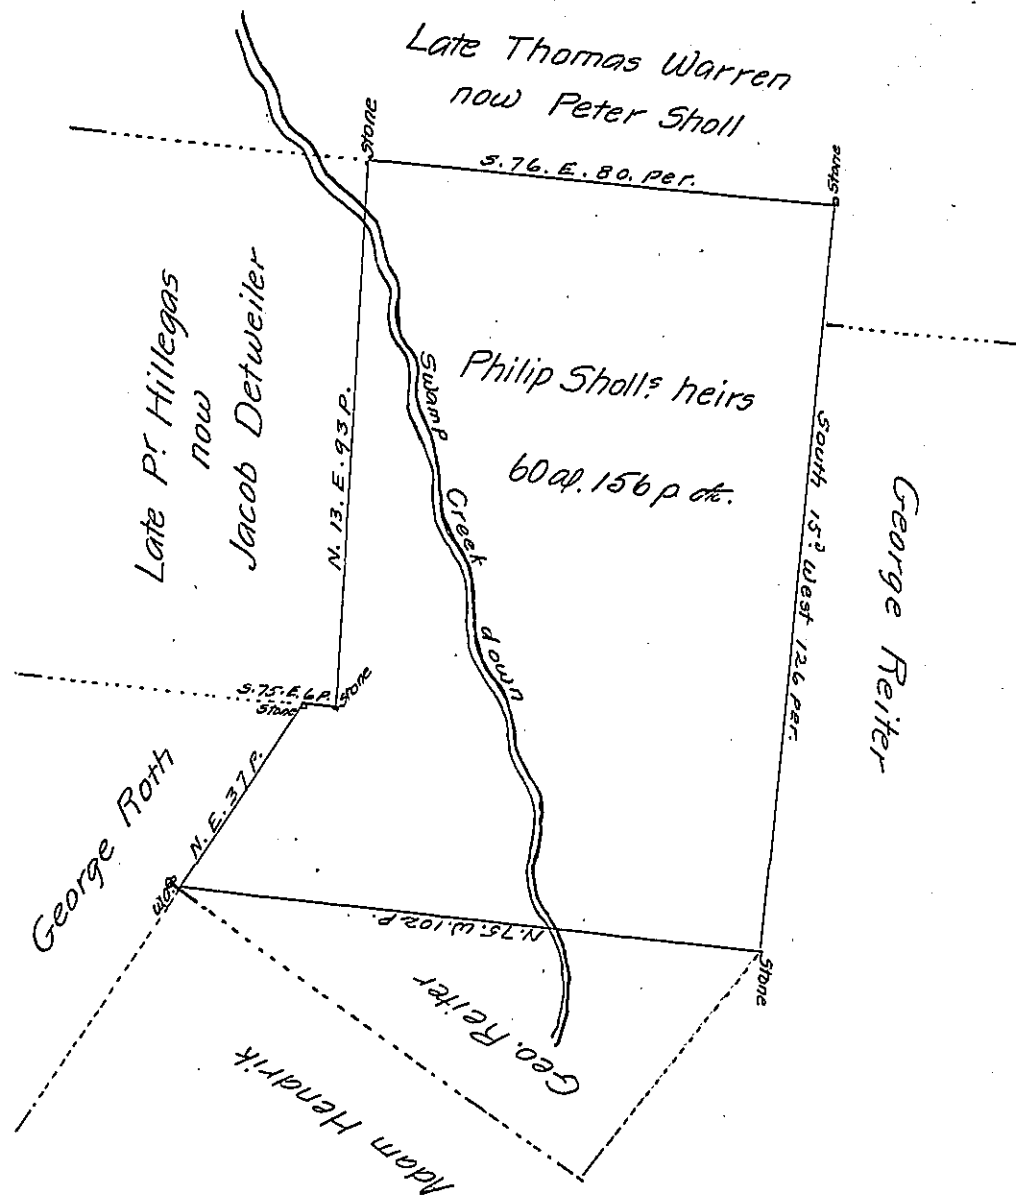 Late Thomas Warren
now Peter Sholl
Stone
S. 76. E. 80. Per.
Stone
Late Pr. Hillegas
now
Jacob Detweiler
N. 13. E. 93 P.
Swamp Creek down
Philip Sholl's heirs
60 a. 156 p &c.
South 15° West 126 Per.
George Reiter
S. 75. E. 6 P.
Stone
Stone
George Roth
N. E. 37 P.
W.O.
N. 75. W. 102 P.
Stone
Geo. Reiter
Adam Hendrik